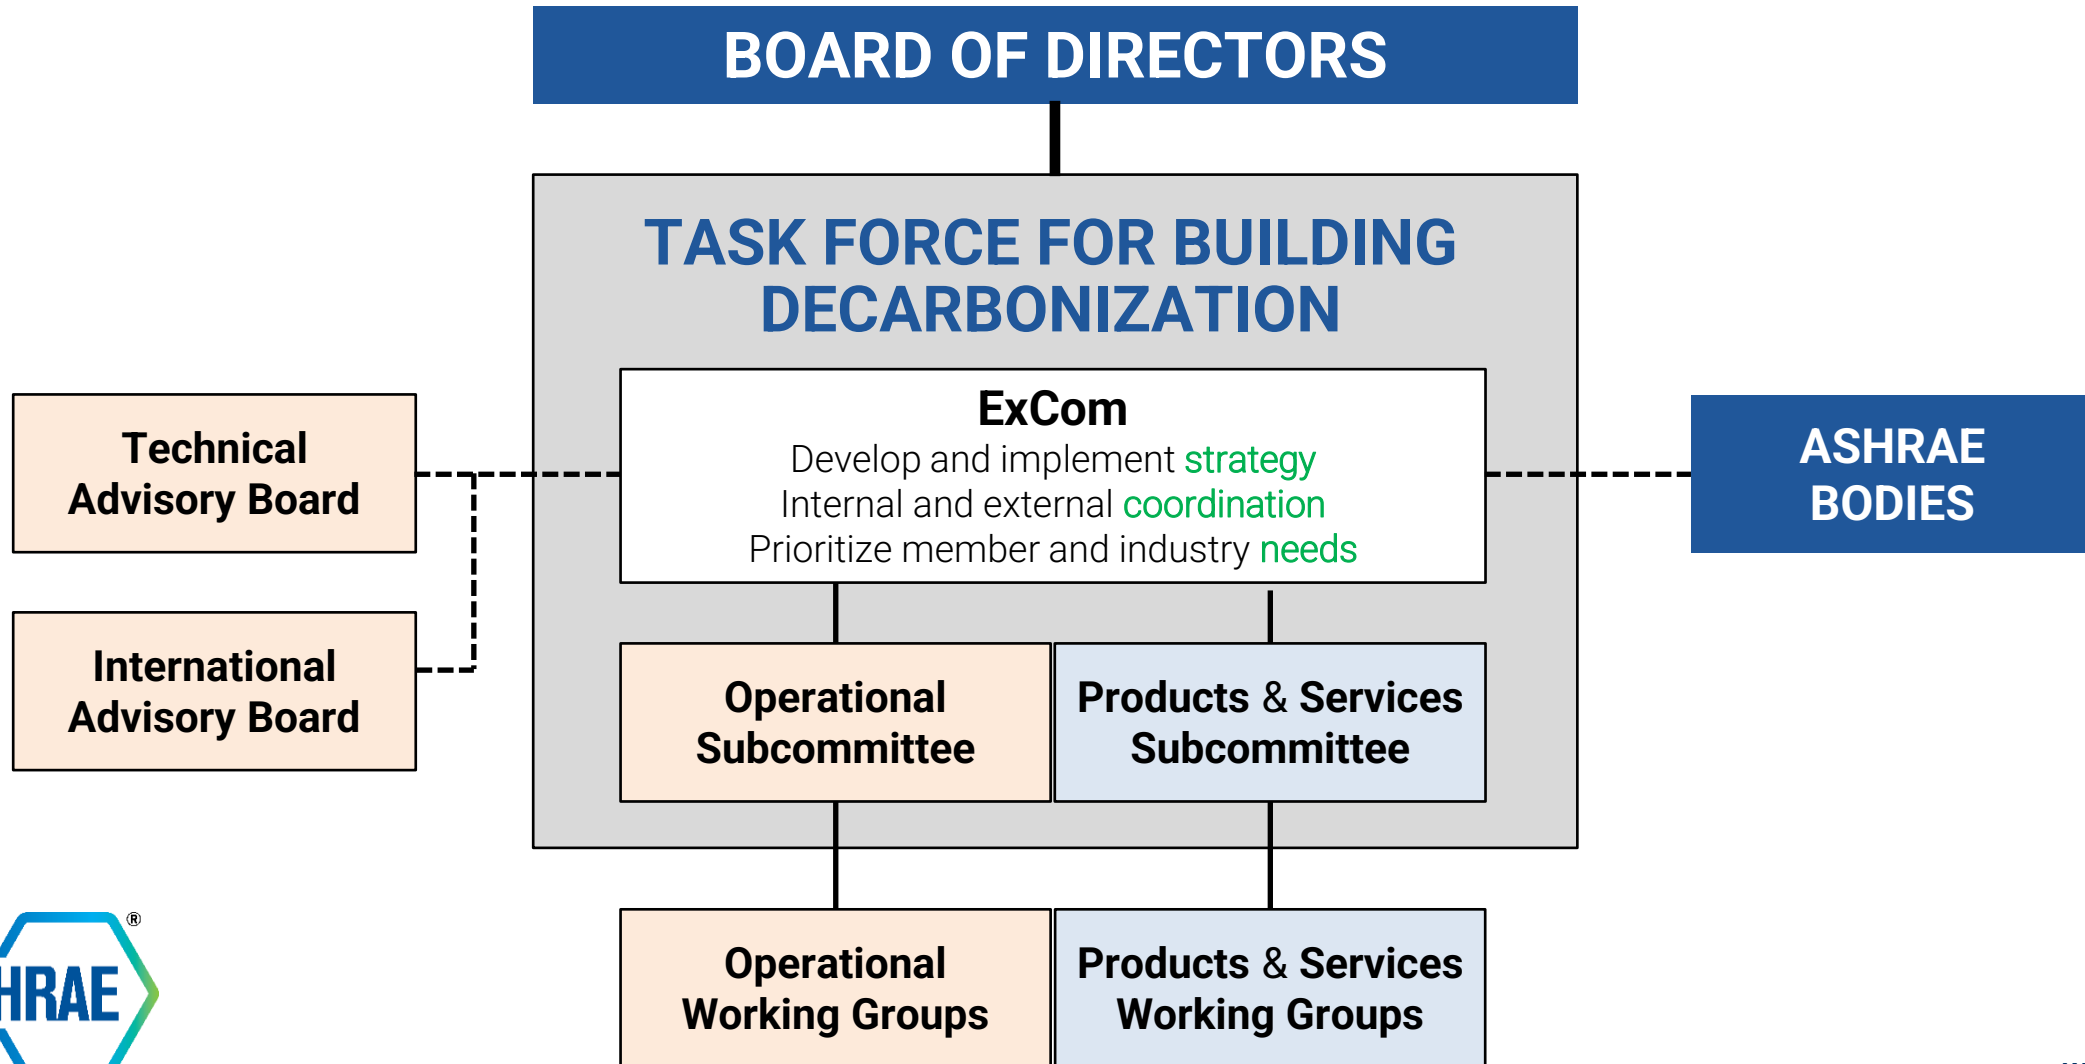 BOARD OF DIRECTORS
TASK FORCE FOR BUILDING
DECARBONIZATION
ExCom
Develop and implement strategy
Internal and external coordination
Prioritize member and industry needs
Technical
Advisory Board
ASHRAE
BODIES
International
Advisory Board
Operational
Subcommittee
Products & Services
Subcommittee
Operational
Working Groups
Products & Services
Working Groups
HRAE
®